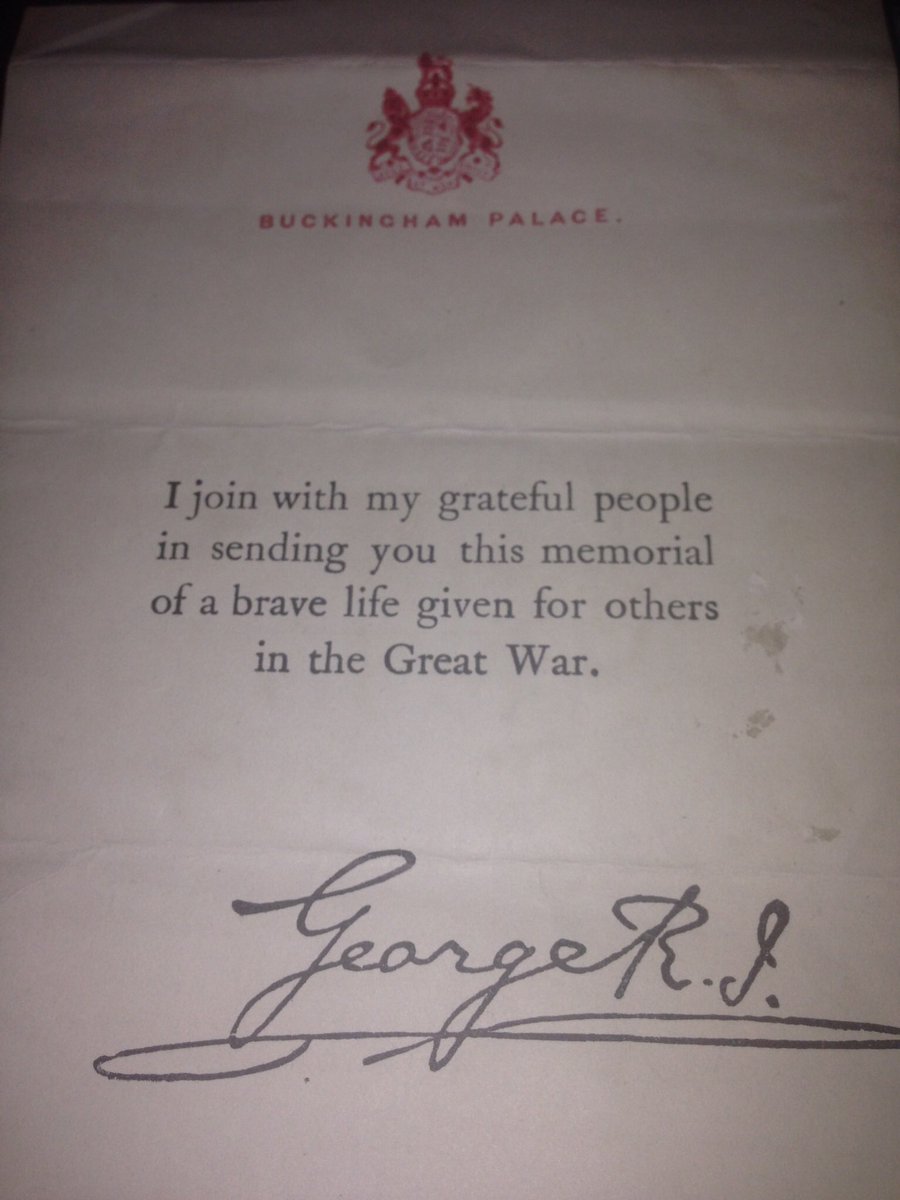 BUCKINGHAM PALACE.
I join with my grateful people
in sending you this memorial
of a brave life given for others
in the Great War.
George R.I.